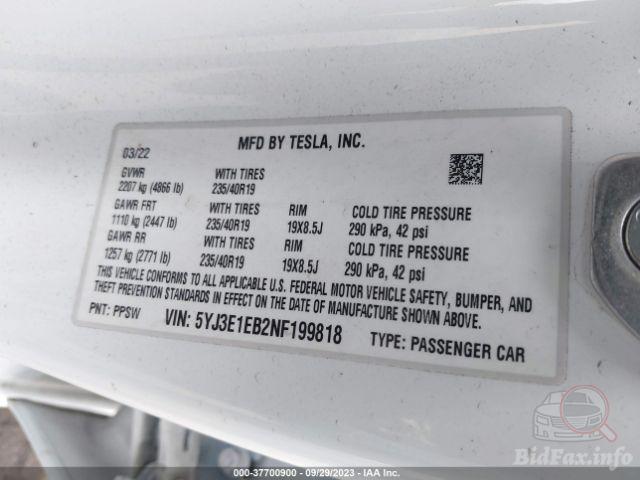 MFD BY TESLA, INC.
03/22
GVWR WITH TIRES
2207 kg (4866 lb) 235/40R19
GAWR FRT WITH TIRES RIM COLD TIRE PRESSURE
1110 kg (2447 lb) 235/40R19 19X8.5J 290 kPa, 42 psi
GAWR RR WITH TIRES RIM COLD TIRE PRESSURE
1257 kg (2771 lb) 235/40R19 19X8.5J 290 kPa, 42 psi
THIS VEHICLE CONFORMS TO ALL APPLICABLE U.S. FEDERAL MOTOR VEHICLE SAFETY, BUMPER, AND
THEFT PREVENTION STANDARDS IN EFFECT ON THE DATE OF MANUFACTURE SHOWN ABOVE.
PNT: PPSW VIN: 5YJ3E1EB2NF199818 TYPE: PASSENGER CAR
BidFax.info
000-37700900 - 09/29/2023 - IAA Inc.